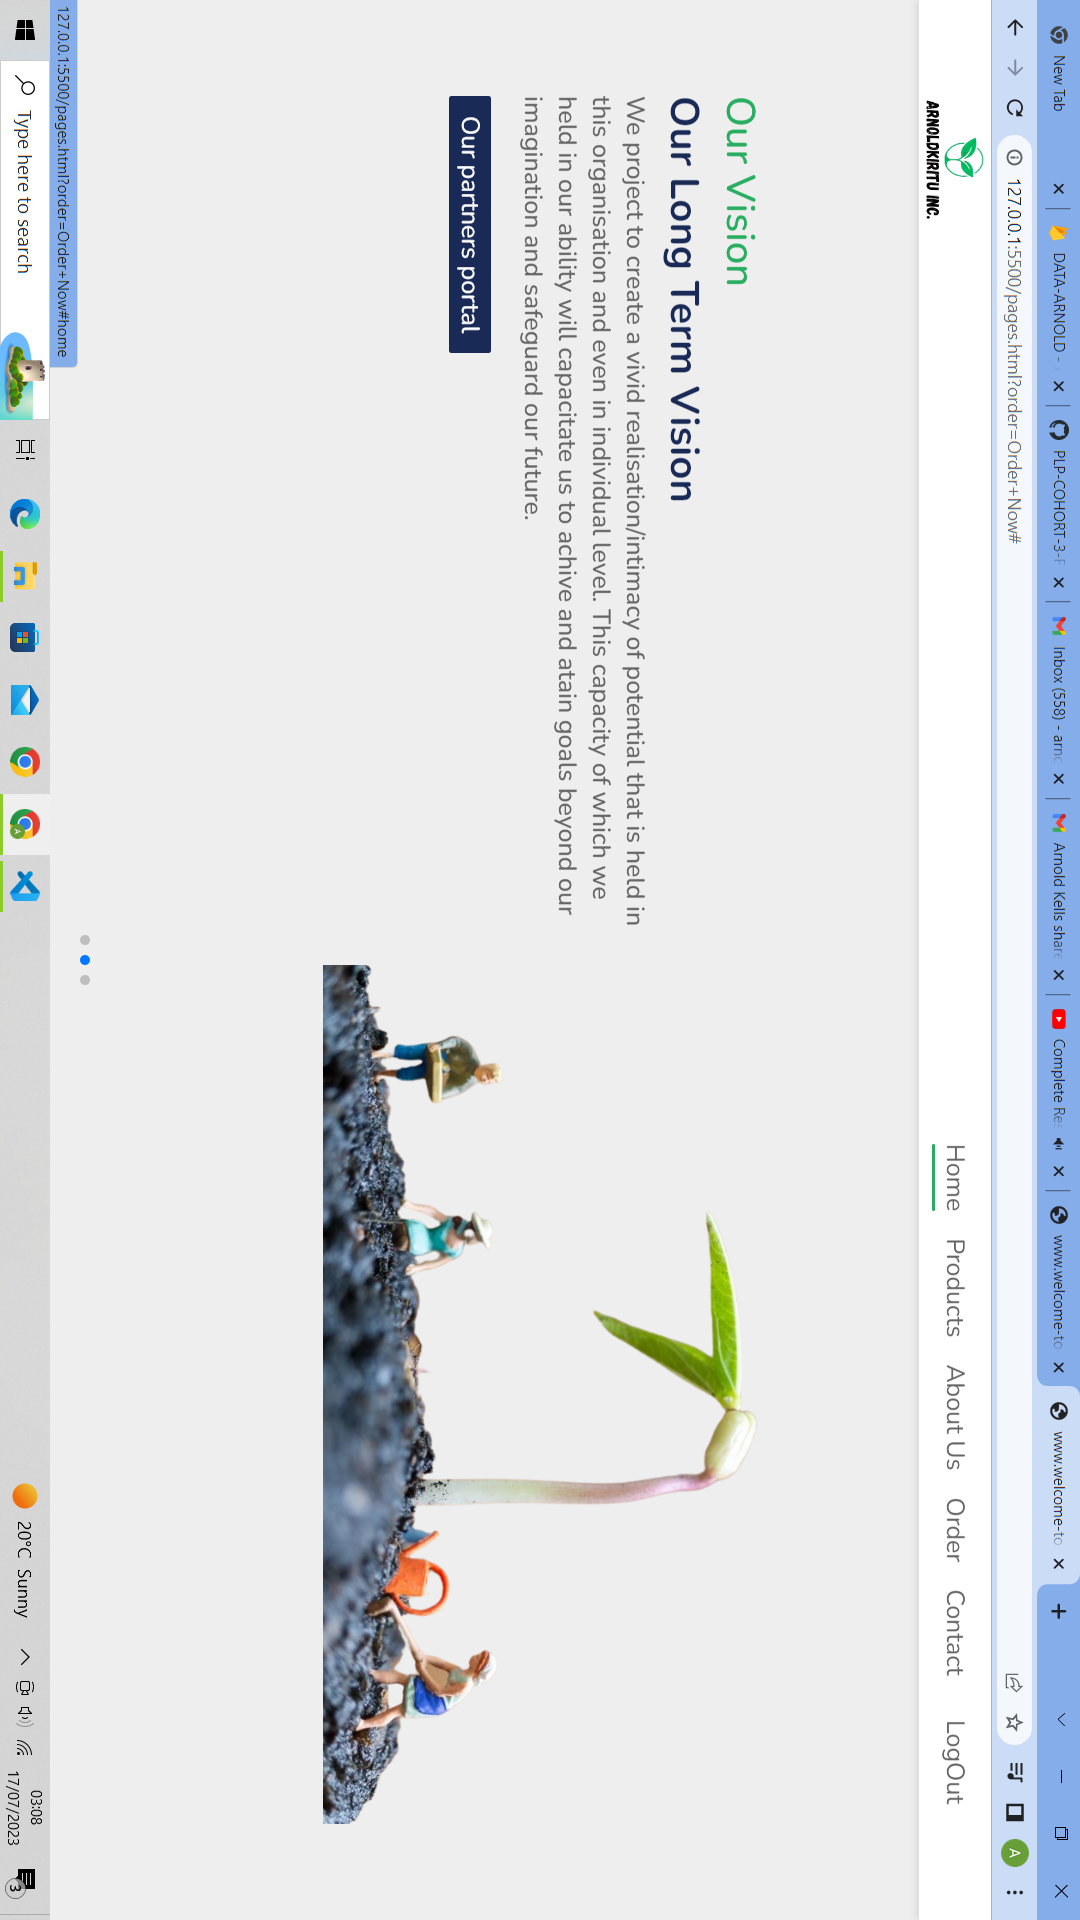 New Tab
DATA-ARNOLD -
PLP-COHORT-3-F
Inbox (558) - arno
Arnold Kells share
Complete Res
www.welcome-to
www.welcome-to
127.0.0.1:5500/pages.html?order=Order+Now#
ARNOLDKIRITU INC.
Home Products About Us Order Contact LogOut
Our Vision
Our Long Term Vision
We project to create a vivid realisation/intimacy of potential that is held in
this organisation and even in individual level. This capacity of which we
held in our ability will capacitate us to achive and atain goals beyond our
imagination and safeguard our future.
Our partners portal
127.0.0.1:5500/pages.html?order=Order+Now#home
Type here to search
20°C Sunny
03:08
17/07/2023
3
A
A